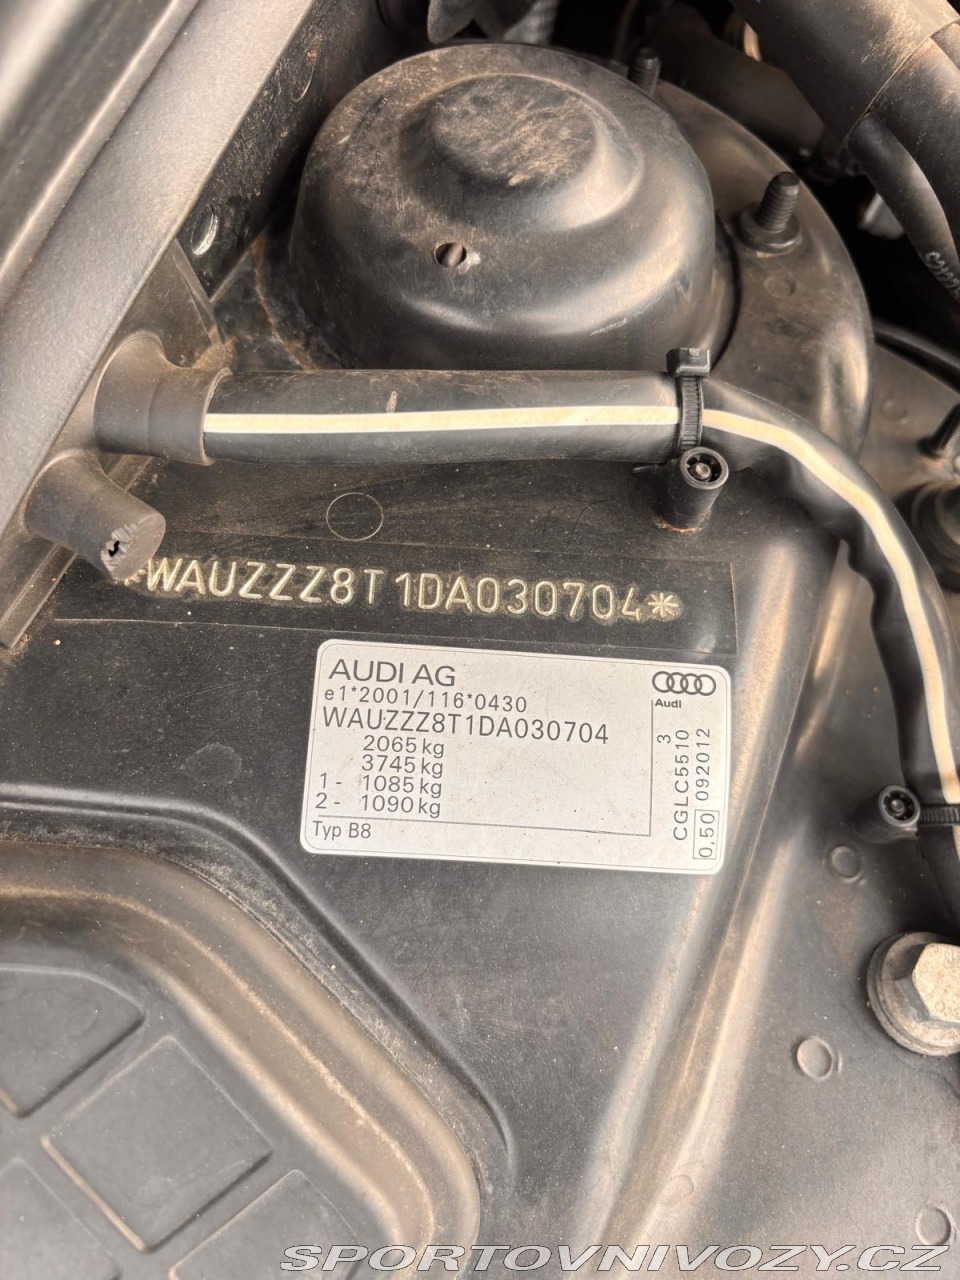 *WAUZZZ8T1DA030704*
AUDI AG
e1*2001/116*0430
WAUZZZ8T1DA030704
2065 kg
3745 kg
1 - 1085 kg
2 - 1090 kg
Typ B8
Audi
3
CGLC5510
0,50 092012
SPORTOVNIVOZY.CZ